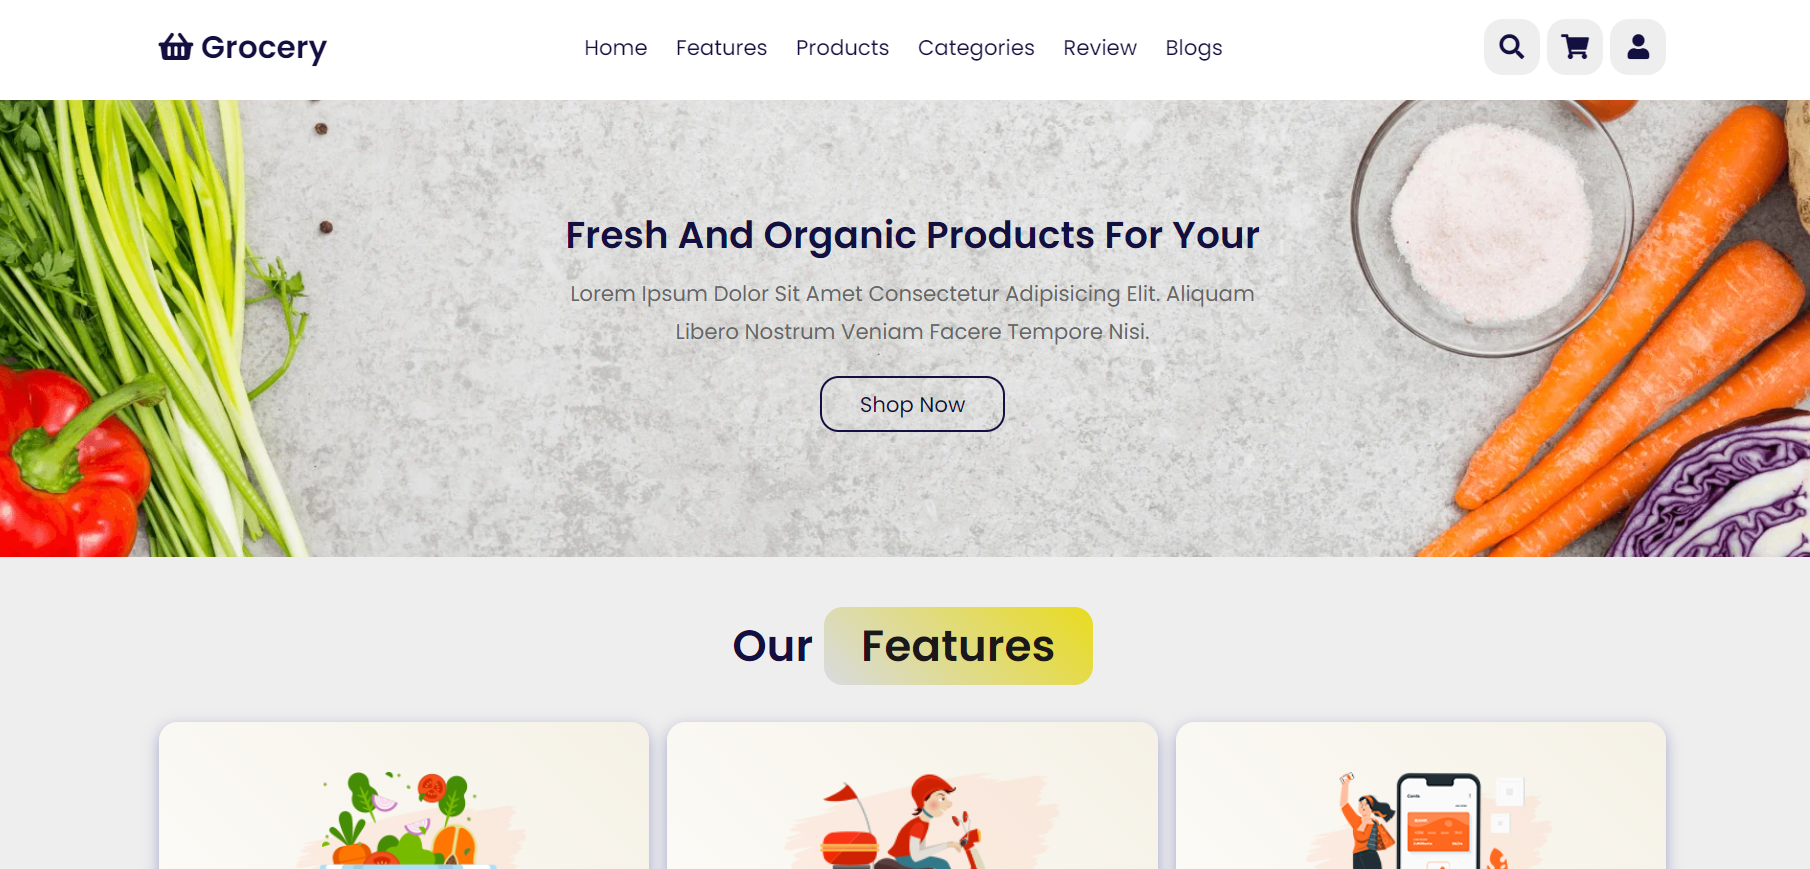 Grocery
Home Features Products Categories Review Blogs
Fresh And Organic Products For Your
Lorem Ipsum Dolor Sit Amet Consectetur Adipisicing Elit. Aliquam
Libero Nostrum Veniam Facere Tempore Nisi.
Shop Now
Our Features
Cards